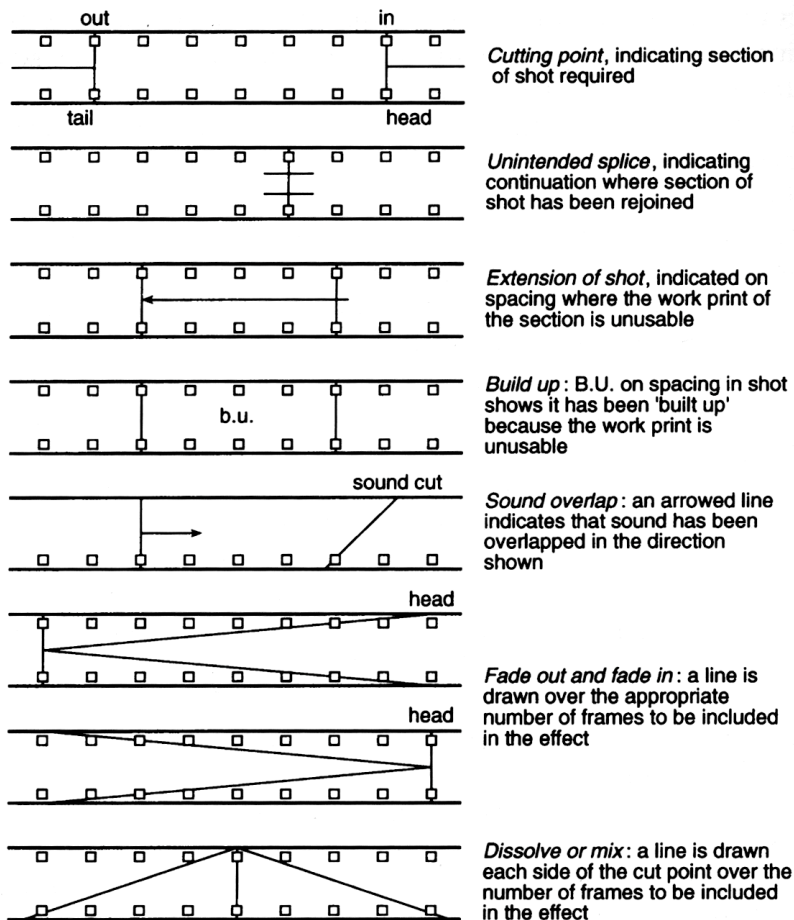 out
in
Cutting point, indicating section
of shot required
tail
head
Unintended splice, indicating
continuation where section of
shot has been rejoined
Extension of shot, indicated on
spacing where the work print of
the section is unusable
Build up : B.U. on spacing in shot
shows it has been 'built up'
because the work print is
unusable
b.u.
sound cut
Sound overlap : an arrowed line
indicates that sound has been
overlapped in the direction
shown
head
Fade out and fade in : a line is
drawn over the appropriate
number of frames to be included
in the effect
head
Dissolve or mix : a line is drawn
each side of the cut point over the
number of frames to be included
in the effect